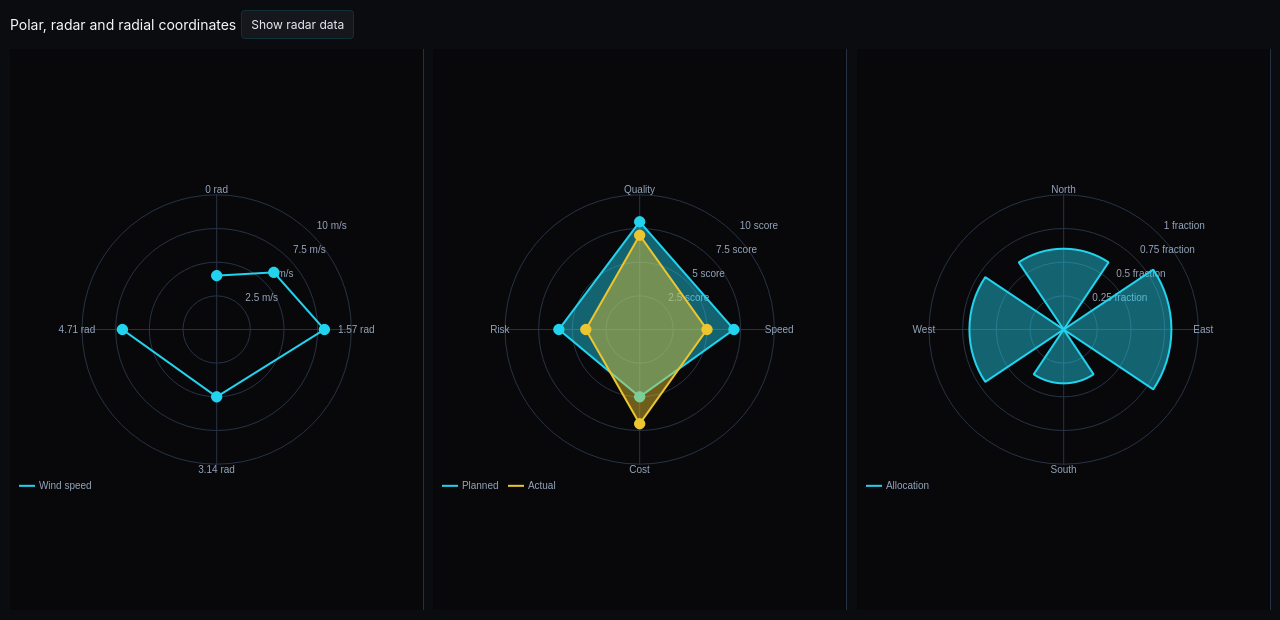 Polar, radar and radial coordinates
Show radar data
0 rad
10 m/s
7.5 m/s
m/s
2.5 m/s
4.71 rad
1.57 rad
3.14 rad
Wind speed
Quality
10 score
7.5 score
5 score
2.5 score
Risk
Speed
Cost
Planned
Actual
North
1 fraction
0.75 fraction
0.5 fraction
0.25 fraction
West
East
South
Allocation